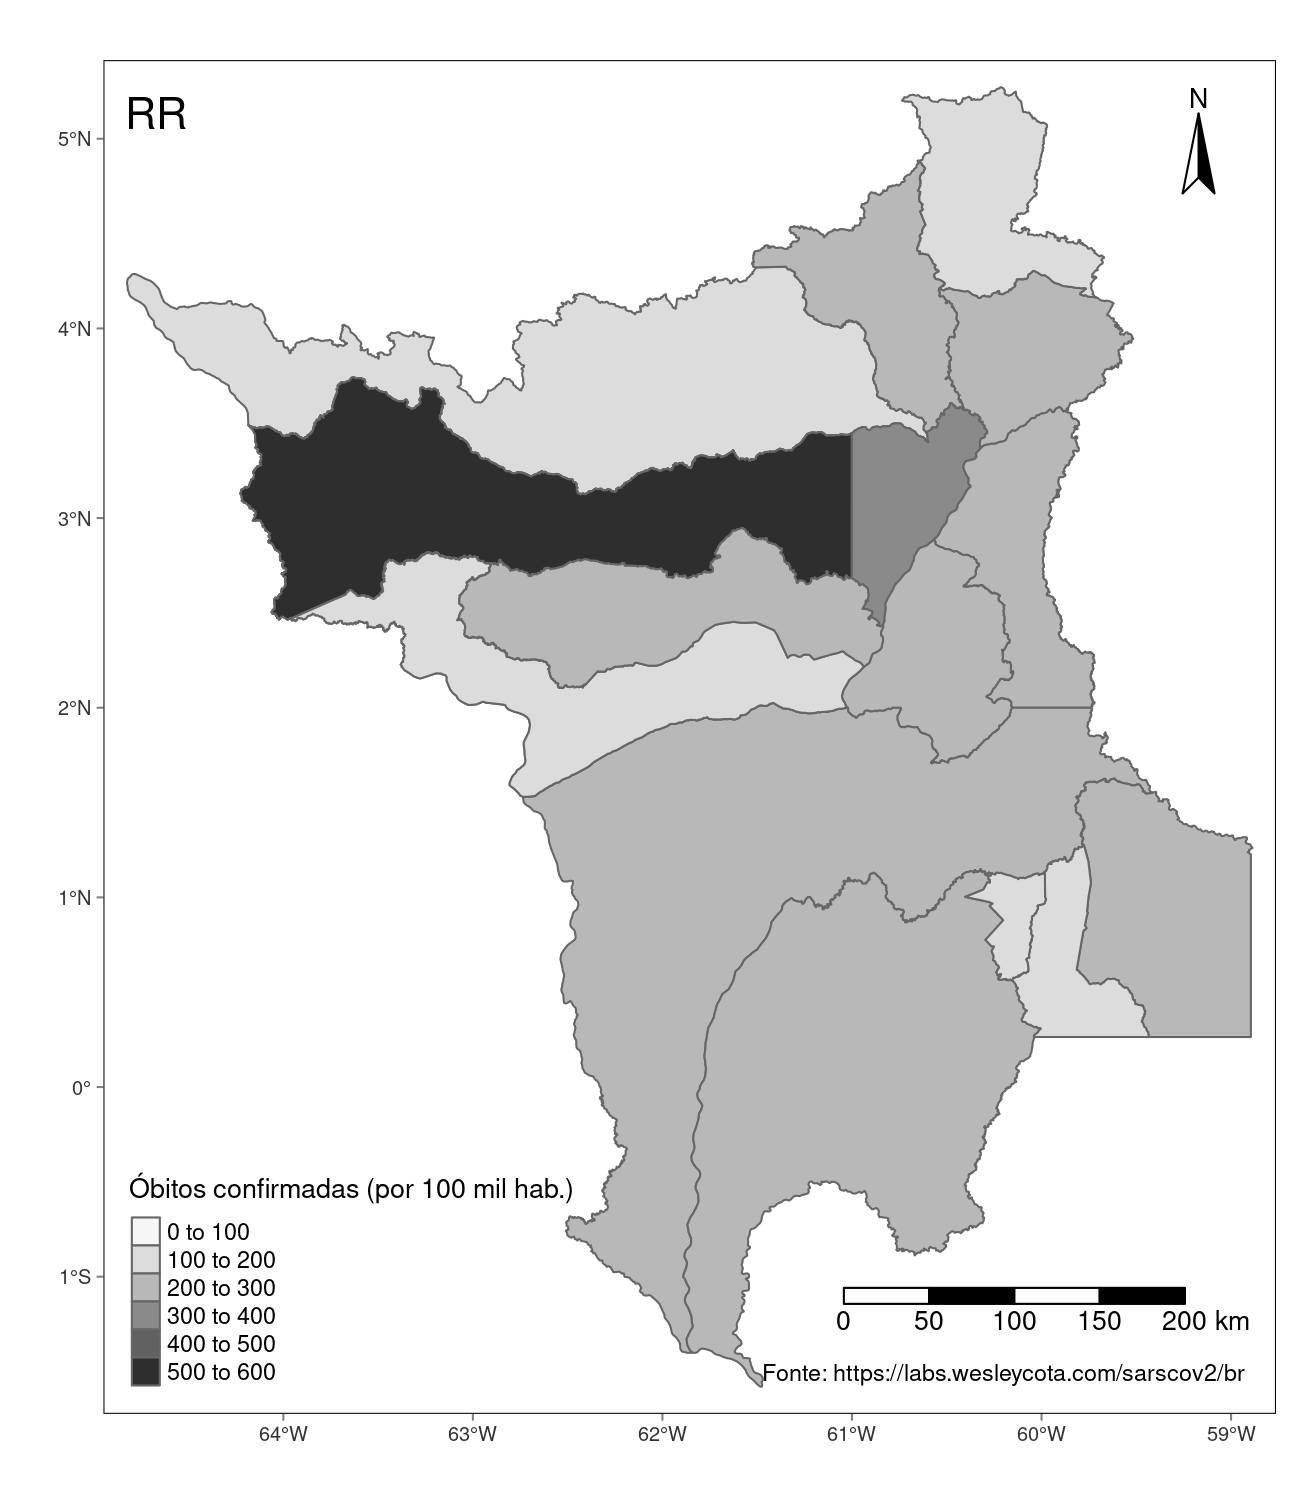 RR
N
5°N
4°N
3°N
2°N
1°N
0°
1°S
Óbitos confirmadas (por 100 mil hab.)
0 to 100
100 to 200
200 to 300
300 to 400
400 to 500
500 to 600
0 50 100 150 200 km
Fonte: https://labs.wesleycota.com/sarscov2/br
64°W 63°W 62°W 61°W 60°W 59°W